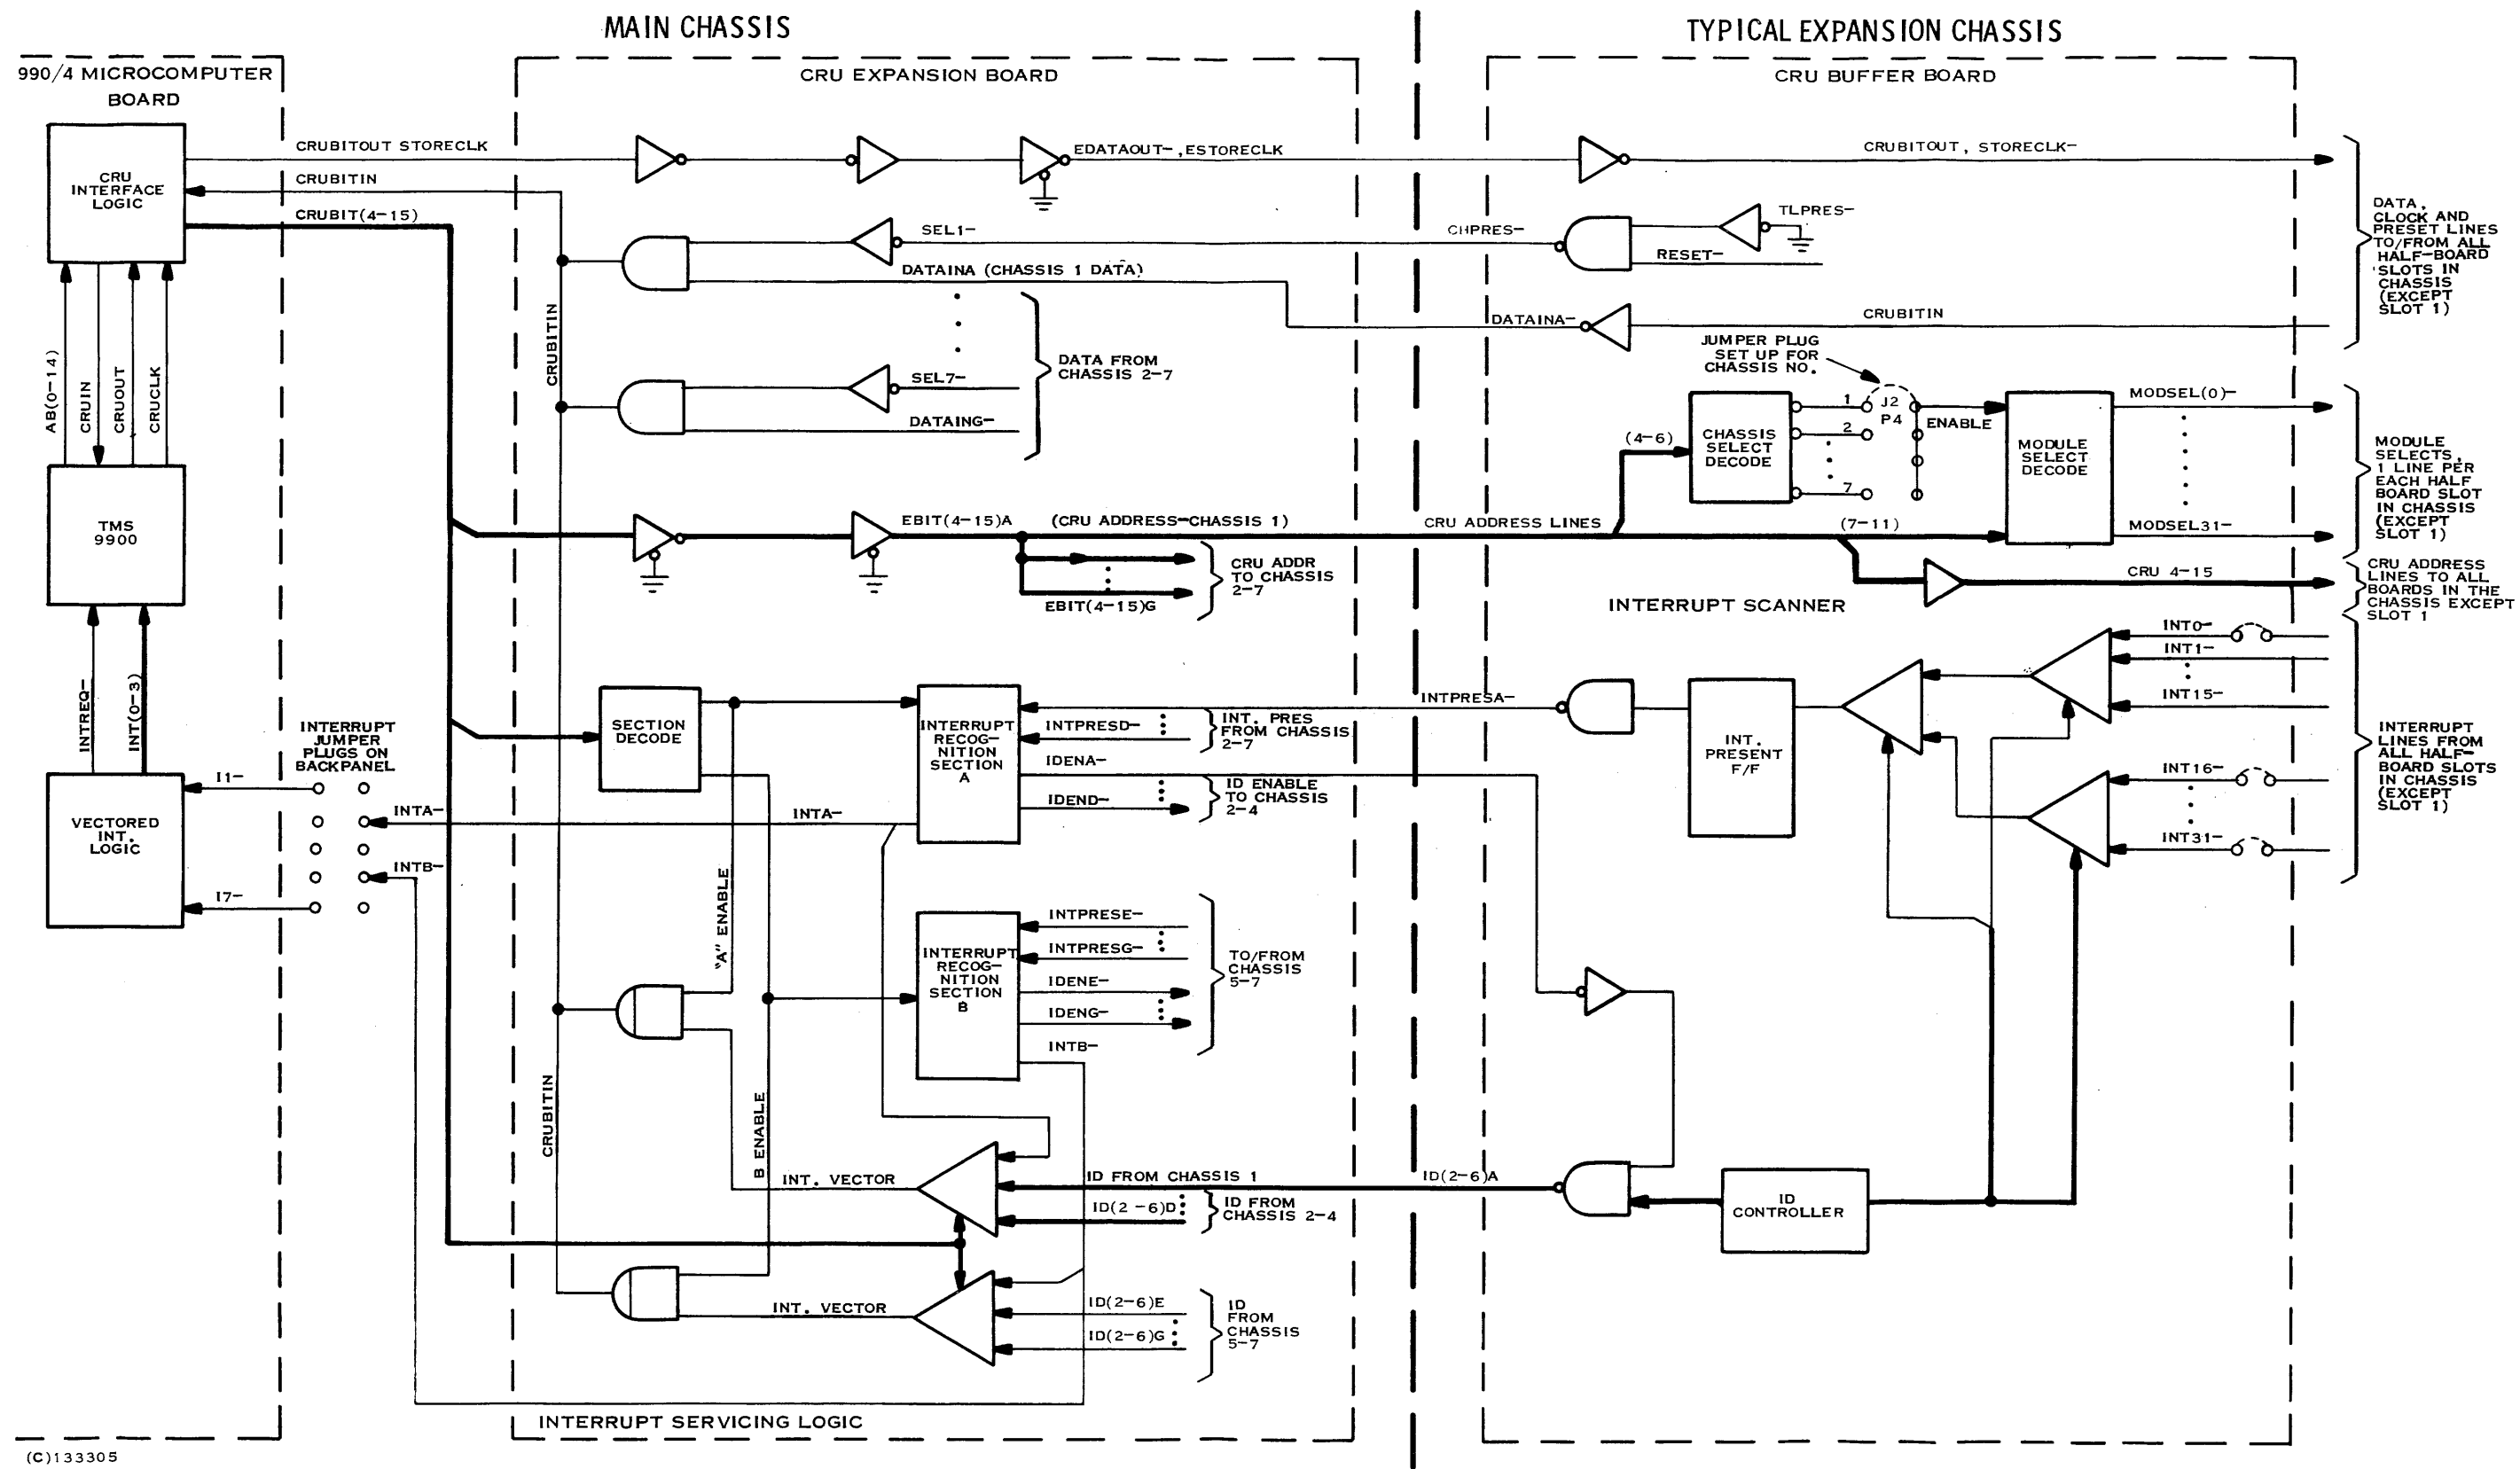 MAIN CHASSIS
TYPICAL EXPANSION CHASSIS
990/4 MICROCOMPUTER
BOARD
CRU EXPANSION BOARD
CRU BUFFER BOARD
CRU
INTERFACE
LOGIC
CRUBITOUT STORECLK
CRUBITIN
CRUBIT(4-15)
AB(0-14)
CRUIN
CRUOUT
CRUCLK
TMS
9900
INTREQ-
INT(0-3)
VECTORED
INT.
LOGIC
INTERRUPT
JUMPER
PLUGS ON
BACKPANEL
I1-
INTA-
INTB-
I7-
EDATAOUT-,ESTORECLK
SEL1-
DATAINA (CHASSIS 1 DATA)
CRUBITIN
DATA FROM
CHASSIS 2-7
SEL7-
DATAING-
EBIT(4-15)A
(CRU ADDRESS-CHASSIS 1)
CRU ADDR
TO CHASSIS
2-7
EBIT(4-15)G
SECTION
DECODE
INTERRUPT
RECOG-
NITION
SECTION
A
INTPRESD-
INT. PRES
FROM CHASSIS
2-7
IDENA-
IDEND-
ID ENABLE
TO CHASSIS
2-4
INTA-
"A" ENABLE
B ENABLE
INTERRUPT
RECOG-
NITION
SECTION
B
INTPRESE-
INTPRESG-
IDENE-
IDENG-
INTB-
TO/FROM
CHASSIS
5-7
CRUBITIN
INT. VECTOR
ID FROM CHASSIS 1
ID(2-6)D
ID FROM
CHASSIS 2-4
INT. VECTOR
ID(2-6)E
ID(2-6)G
ID
FROM
CHASSIS
5-7
INTERRUPT SERVICING LOGIC
CRUBITOUT, STORECLK-
CHPRES-
TLPRES-
RESET-
DATAINA-
CRUBITIN
DATA,
CLOCK AND
PRESET LINES
TO/FROM ALL
HALF-BOARD
SLOTS IN
CHASSIS
(EXCEPT
SLOT 1)
JUMPER PLUG
SET UP FOR
CHASSIS NO.
(4-6)
CHASSIS
SELECT
DECODE
1
2
7
J2
P4
ENABLE
MODULE
SELECT
DECODE
MODSEL(0)-
MODSEL31-
MODULE
SELECTS,
1 LINE PER
EACH HALF
BOARD SLOT
IN CHASSIS
(EXCEPT
SLOT 1)
CRU ADDRESS LINES
(7-11)
CRU 4-15
CRU ADDRESS
LINES TO ALL
BOARDS IN THE
CHASSIS EXCEPT
SLOT 1
INTERRUPT SCANNER
INTPRESA-
INT.
PRESENT
F/F
INT0-
INT1-
INT15-
INT16-
INT31-
INTERRUPT
LINES FROM
ALL HALF-
BOARD SLOTS
IN CHASSIS
(EXCEPT
SLOT 1)
ID(2-6)A
ID
CONTROLLER
(C)133305